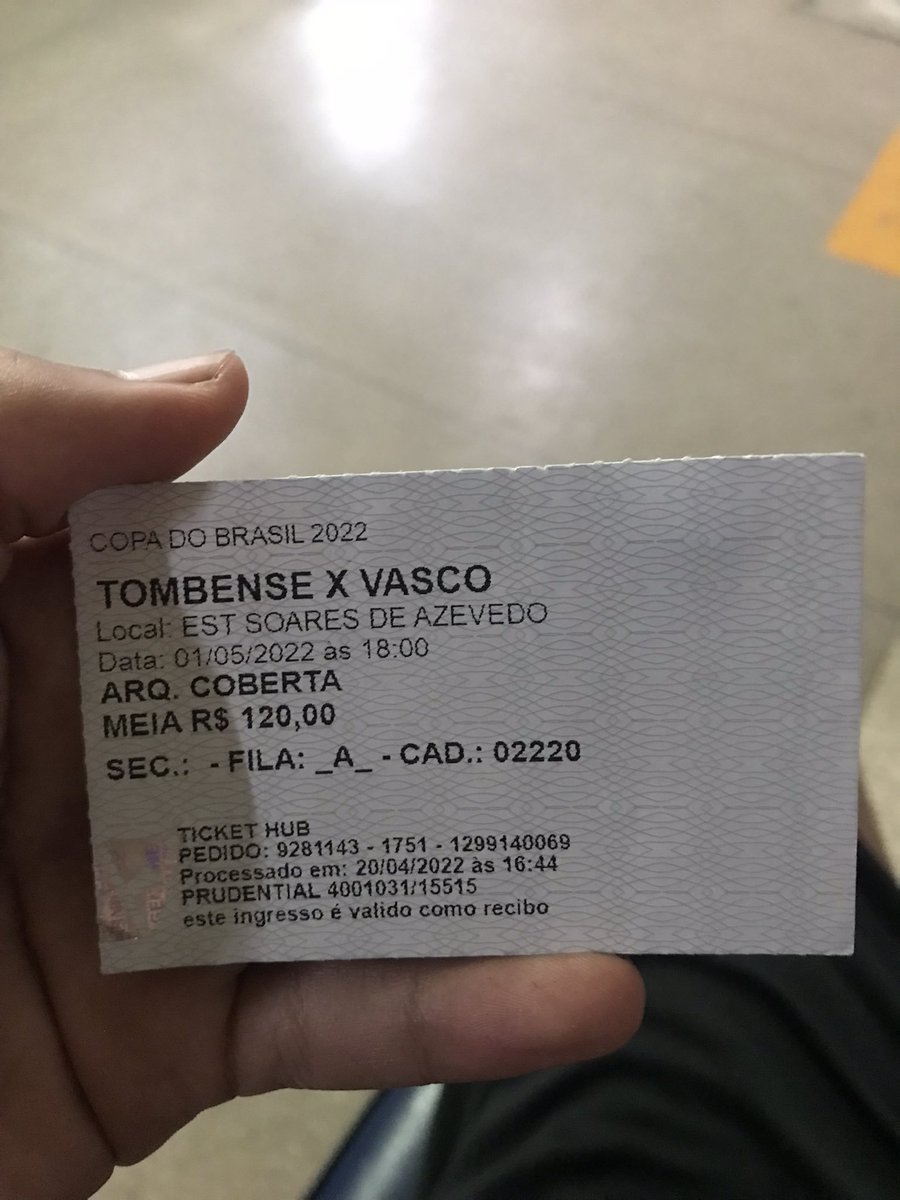 COPA DO BRASIL 2022
TOMBENSE X VASCO
Local: EST SOARES DE AZEVEDO
Data: 01/05/2022 às 18:00
ARQ. COBERTA
MEIA R$ 120,00
SEC.: - FILA: _A_ - CAD.: 02220
TICKET HUB
PEDIDO: 9281143 - 1751 - 1299140069
Processado em: 20/04/2022 às 16:44
PRUDENTIAL 4001031/15515
este ingresso é valido como recibo